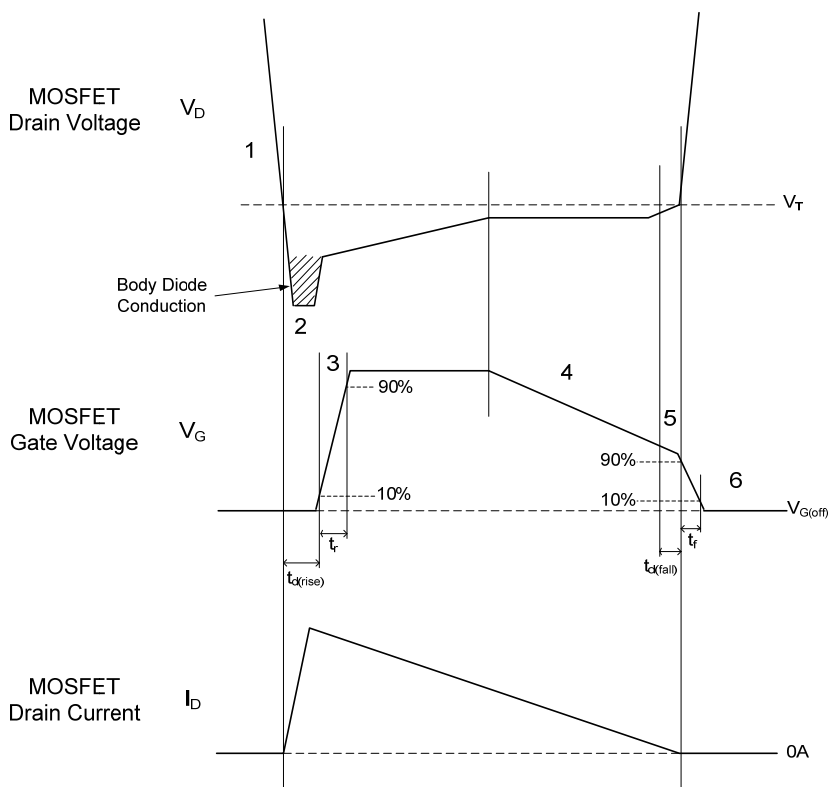 MOSFET
Drain Voltage
V_D
1
V_T
Body Diode
Conduction
2
3
4
90%
MOSFET
Gate Voltage
V_G
5
90%
10%
10%
6
V_G(off)
t_r
t_f
t_d(rise)
t_d(fall)
MOSFET
Drain Current
I_D
0A